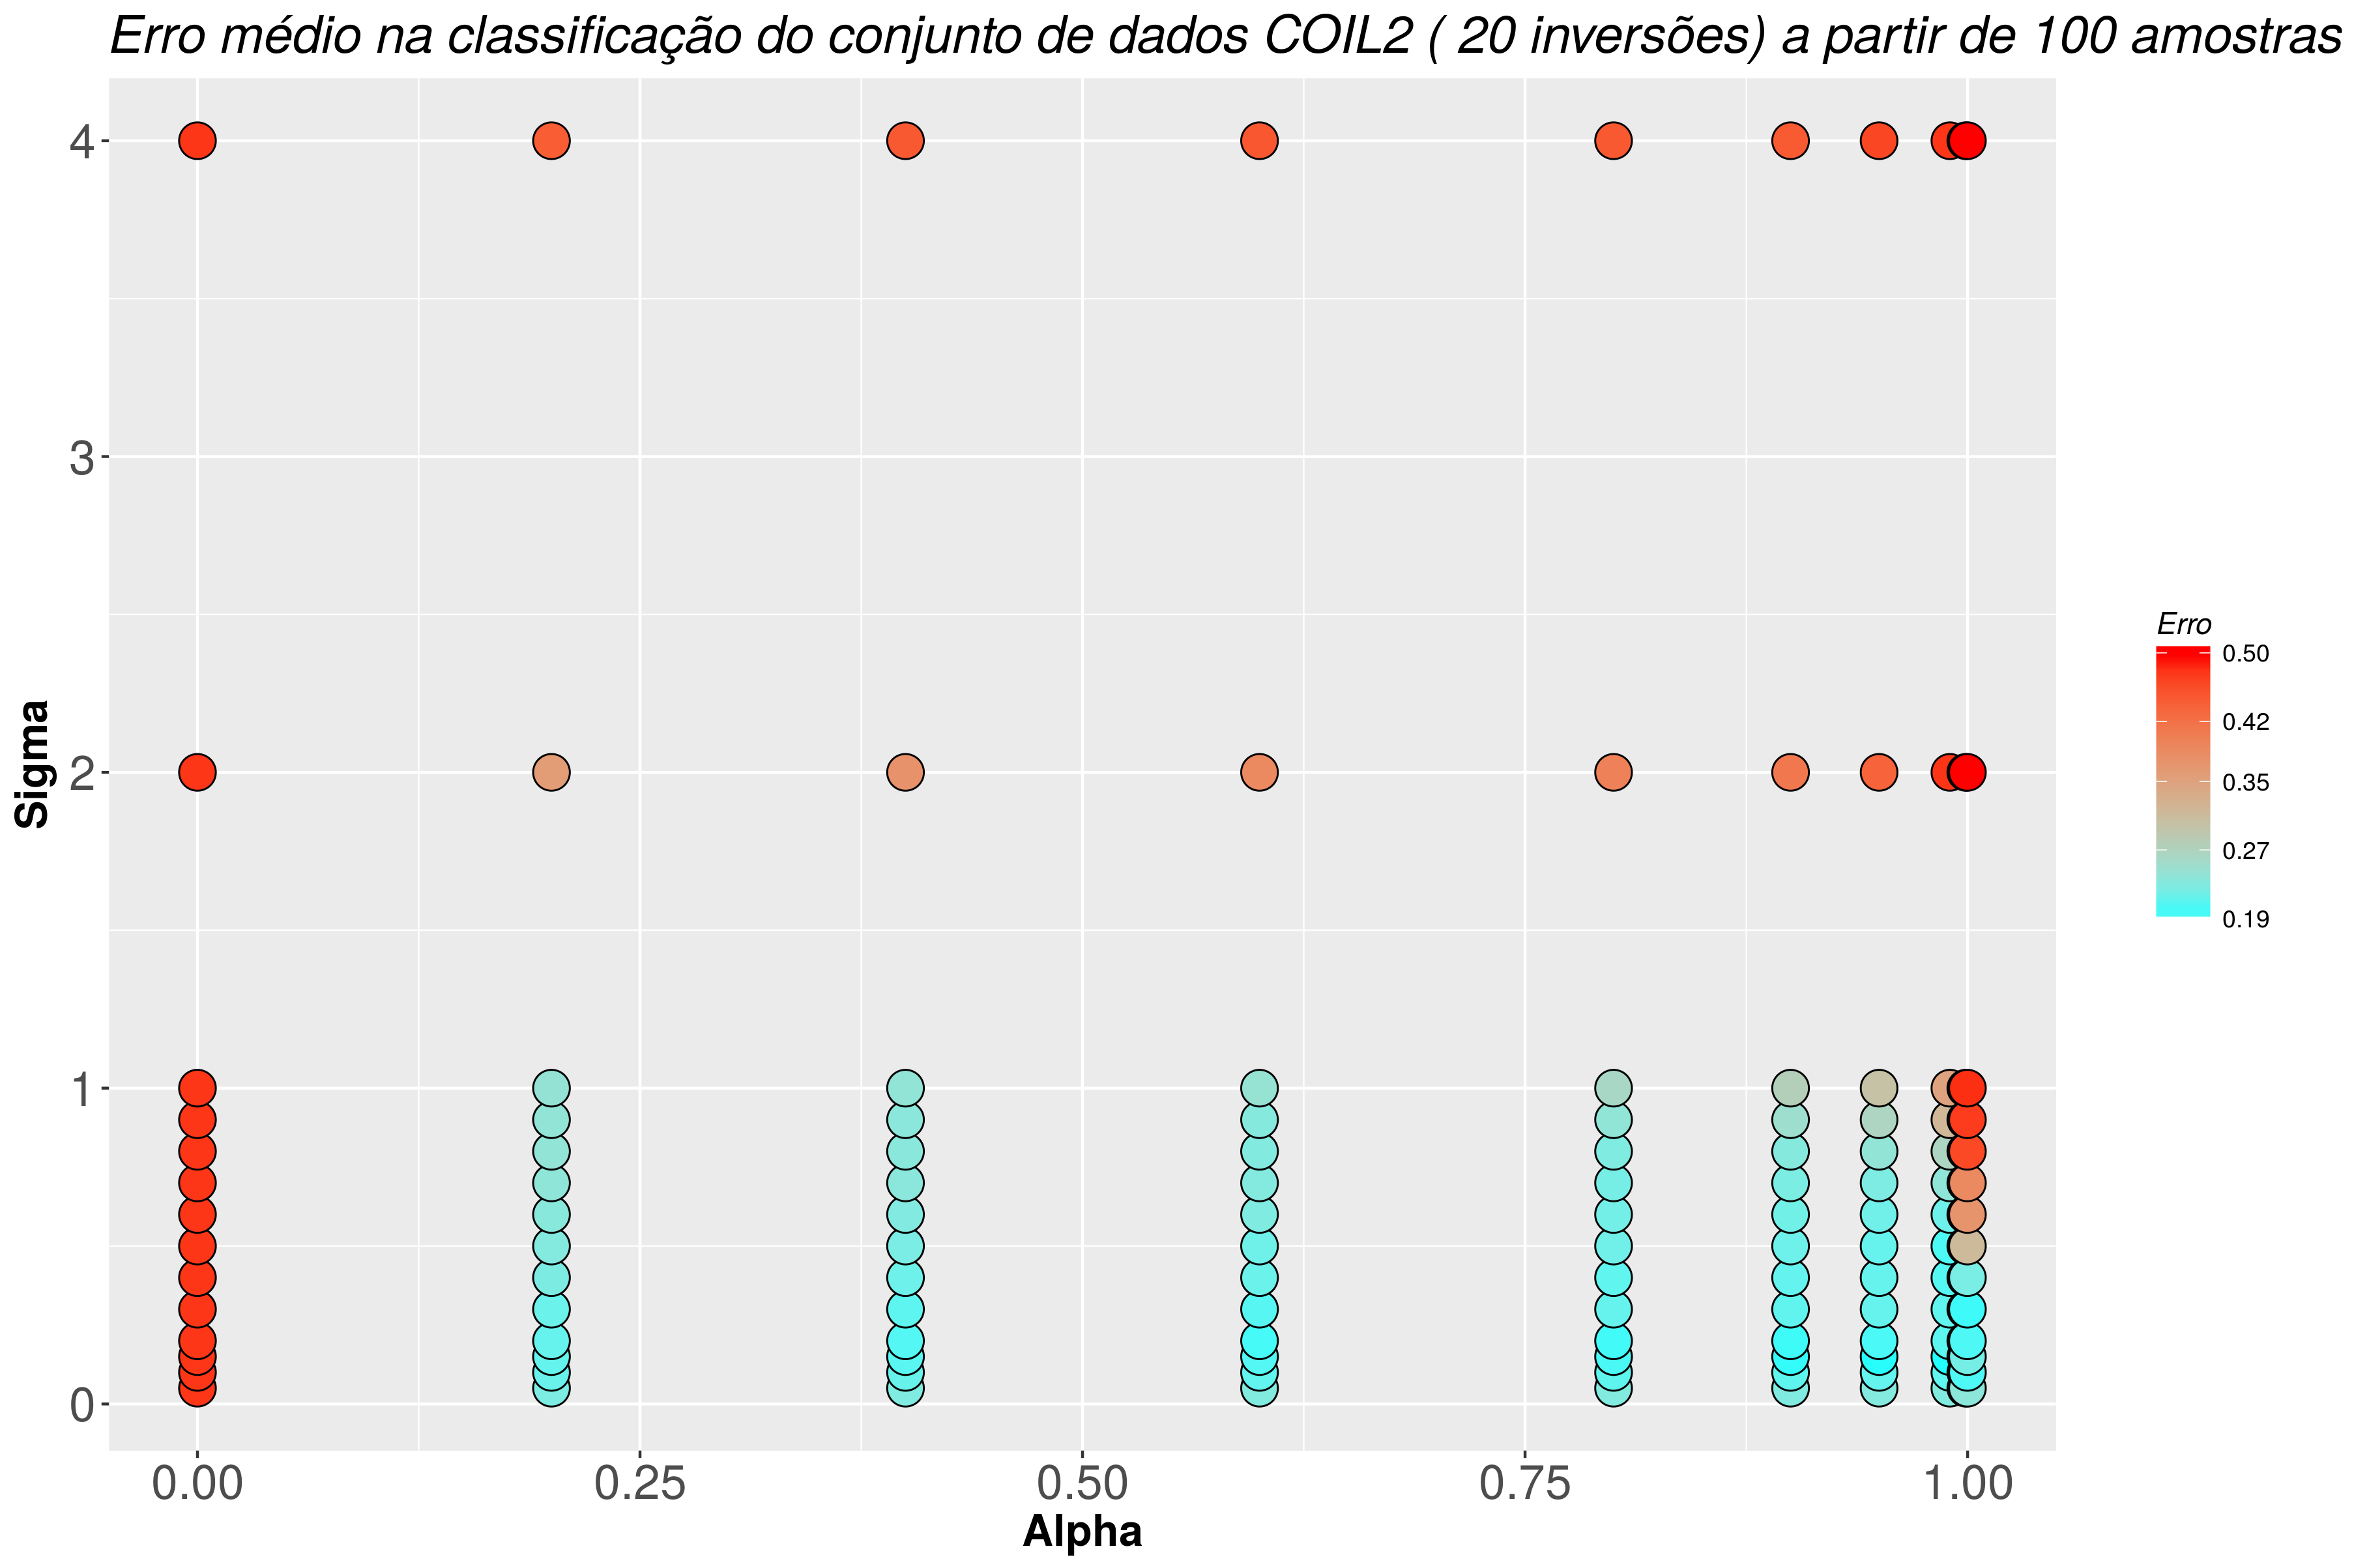 Erro médio na classificação do conjunto de dados COIL2 ( 20 inversões) a partir de 100 amostras
4
3
2
1
0
Sigma
0.00 0.25 0.50 0.75 1.00
Alpha
Erro
0.50
0.42
0.35
0.27
0.19